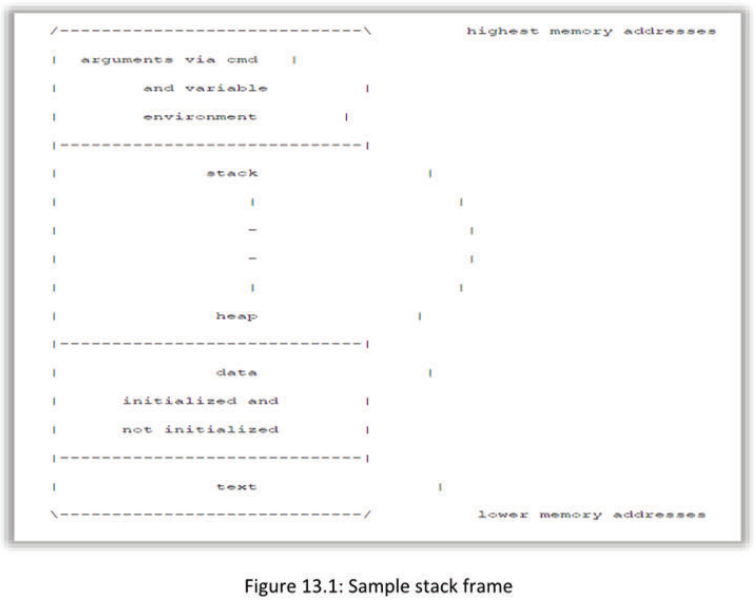 /-----------------------------\ highest memory addresses
| arguments via cmd |
| and variable |
| environment |
|-----------------------------|
| stack |
| | |
| - |
| - |
| | |
| heap |
|-----------------------------|
| data |
| initialized and |
| not initialized |
|-----------------------------|
| text |
\-----------------------------/ lower memory addresses
Figure 13.1: Sample stack frame